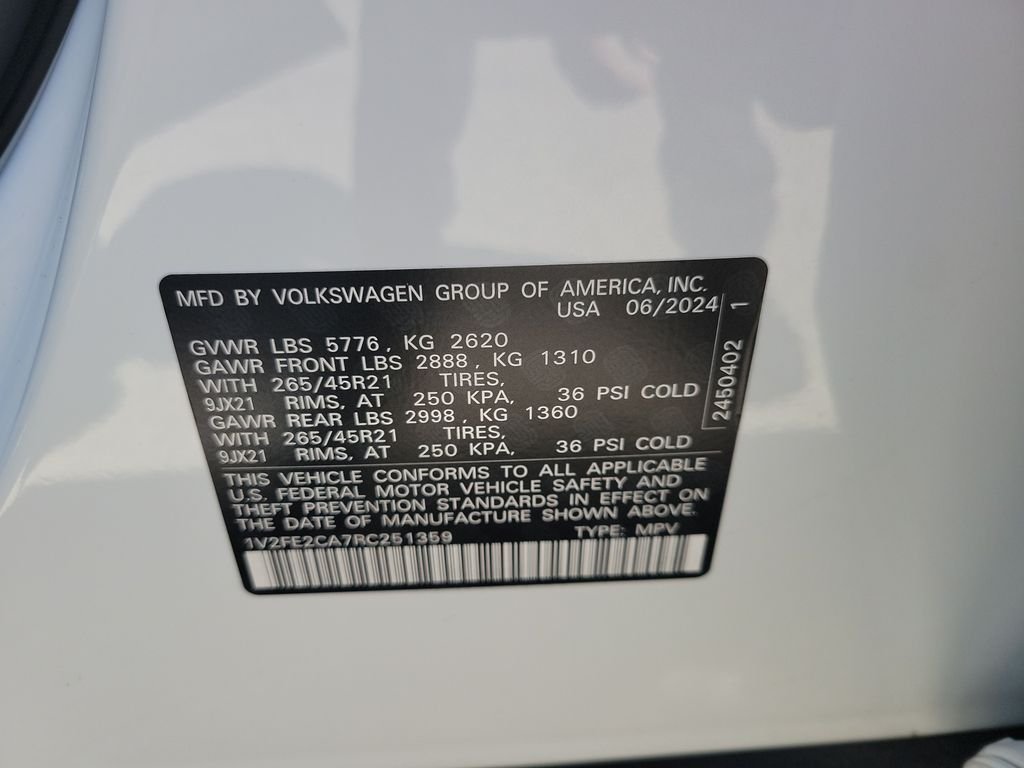 MFD BY VOLKSWAGEN GROUP OF AMERICA, INC.
USA 06/2024
GVWR LBS 5776, KG 2620
GAWR FRONT LBS 2888, KG 1310
WITH 265/45R21 TIRES,
9JX21 RIMS, AT 250 KPA, 36 PSI COLD
GAWR REAR LBS 2998, KG 1360
WITH 265/45R21 TIRES,
9JX21 RIMS, AT 250 KPA, 36 PSI COLD
2450402 1
THIS VEHICLE CONFORMS TO ALL APPLICABLE
U.S. FEDERAL MOTOR VEHICLE SAFETY AND
THEFT PREVENTION STANDARDS IN EFFECT ON
THE DATE OF MANUFACTURE SHOWN ABOVE.
1V2FE2CA7RC251359 TYPE: MPV